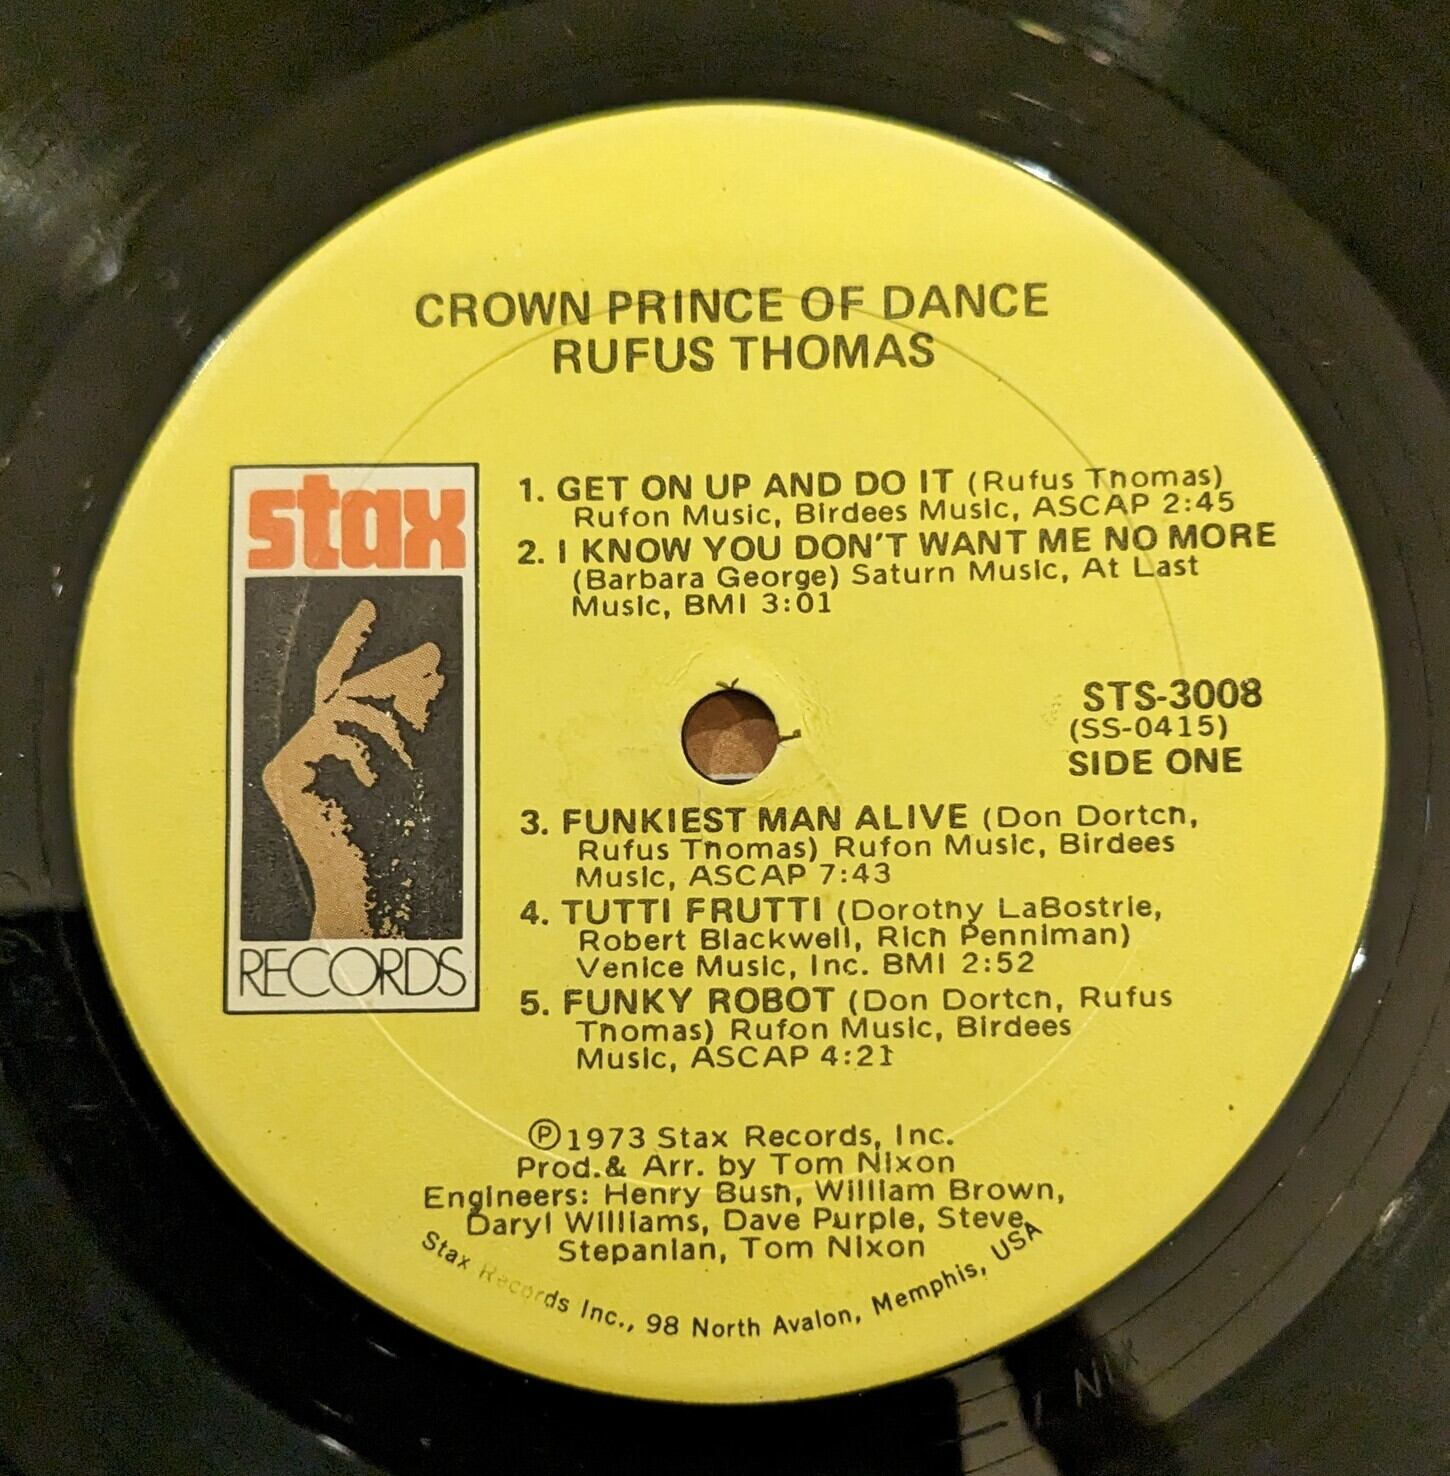 CROWN PRINCE OF DANCE
RUFUS THOMAS
stax
RECORDS
1. GET ON UP AND DO IT (Rufus Thomas)
Rufon Music, Birdees Music, ASCAP 2:45
2. I KNOW YOU DON'T WANT ME NO MORE
(Barbara George) Saturn Music, At Last
Music, BMI 3:01
STS-3008
(SS-0415)
SIDE ONE
3. FUNKIEST MAN ALIVE (Don Dortch,
Rufus Thomas) Rufon Music, Birdees
Music, ASCAP 7:43
4. TUTTI FRUTTI (Dorothy LaBostrie,
Robert Blackwell, Rich Penniman)
Venice Music, Inc. BMI 2:52
5. FUNKY ROBOT (Don Dortch, Rufus
Thomas) Rufon Music, Birdees
Music, ASCAP 4:21
Ⓟ1973 Stax Records, Inc.
Prod.& Arr. by Tom Nixon
Engineers: Henry Bush, William Brown,
Daryl Williams, Dave Purple, Steve
Stepanian, Tom Nixon
Stax Records Inc., 98 North Avalon, Memphis, USA